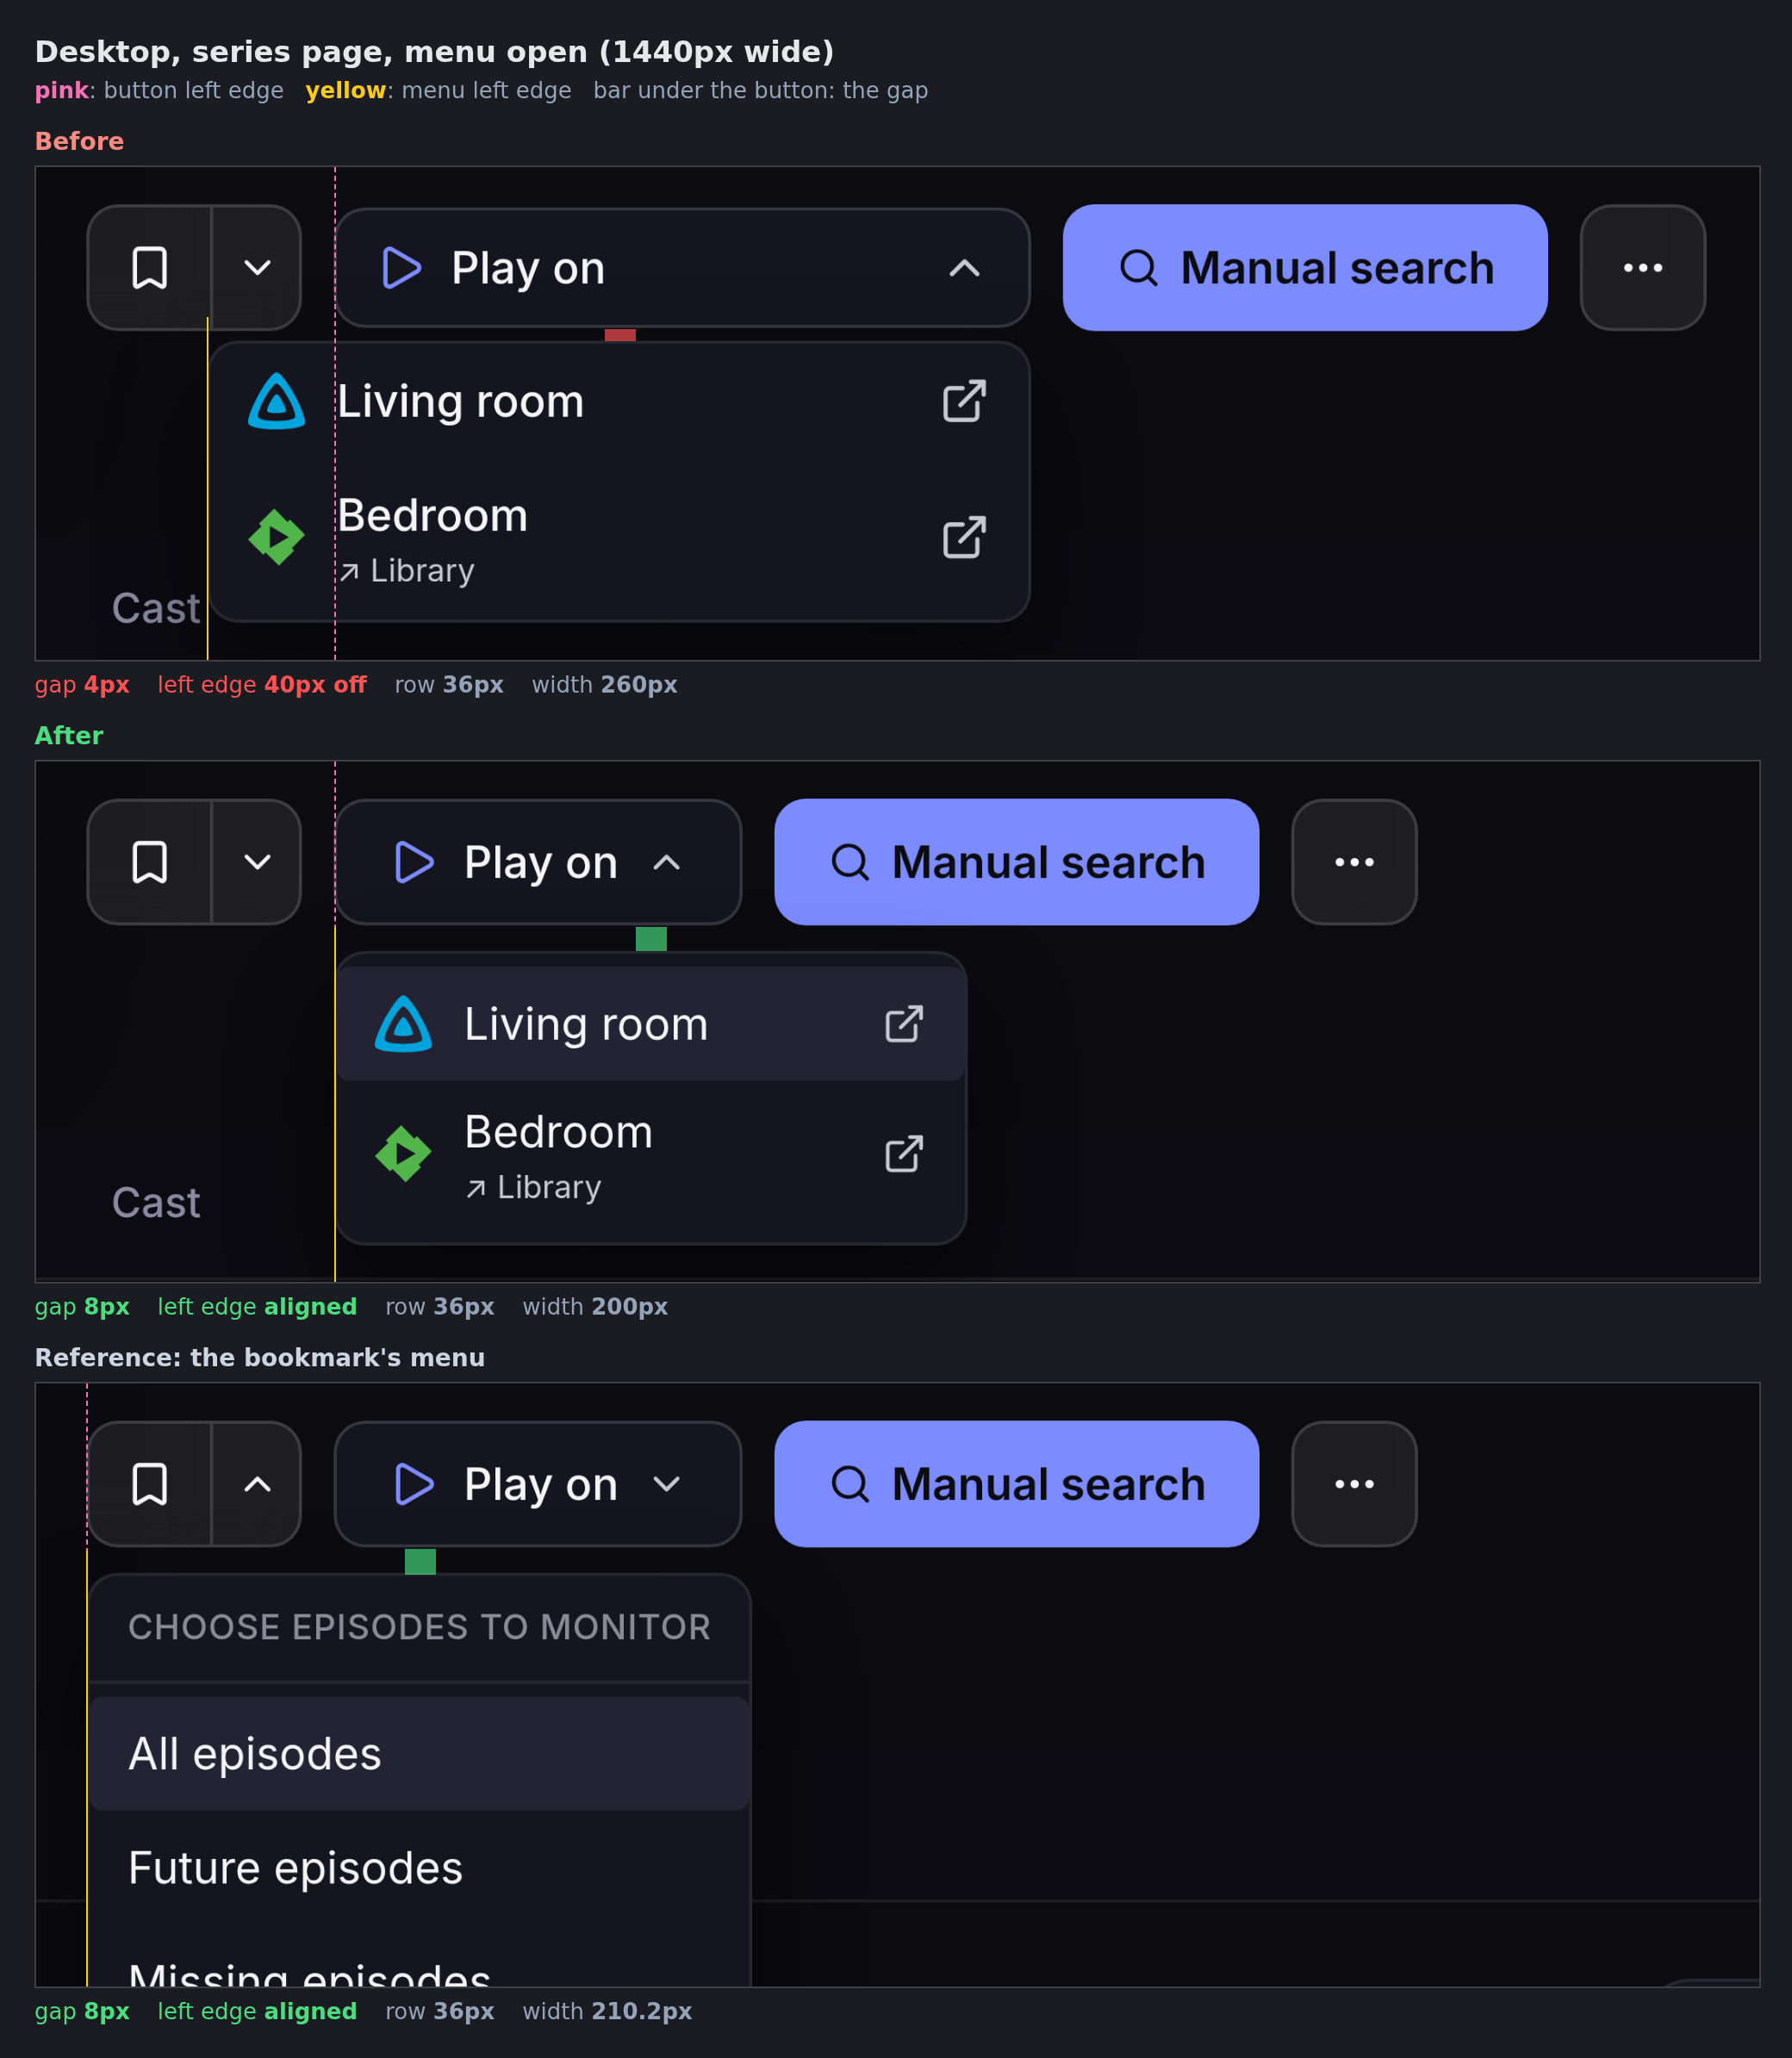 Desktop, series page, menu open (1440px wide)
pink: button left edge yellow: menu left edge bar under the button: the gap
Before
Play on Manual search
Living room
Bedroom
Library
Cast
gap 4px left edge 40px off row 36px width 260px
After
Play on Manual search
Living room
Bedroom
Library
Cast
gap 8px left edge aligned row 36px width 200px
Reference: the bookmark's menu
Play on Manual search
CHOOSE EPISODES TO MONITOR
All episodes
Future episodes
Missing episodes
gap 8px left edge aligned row 36px width 210.2px